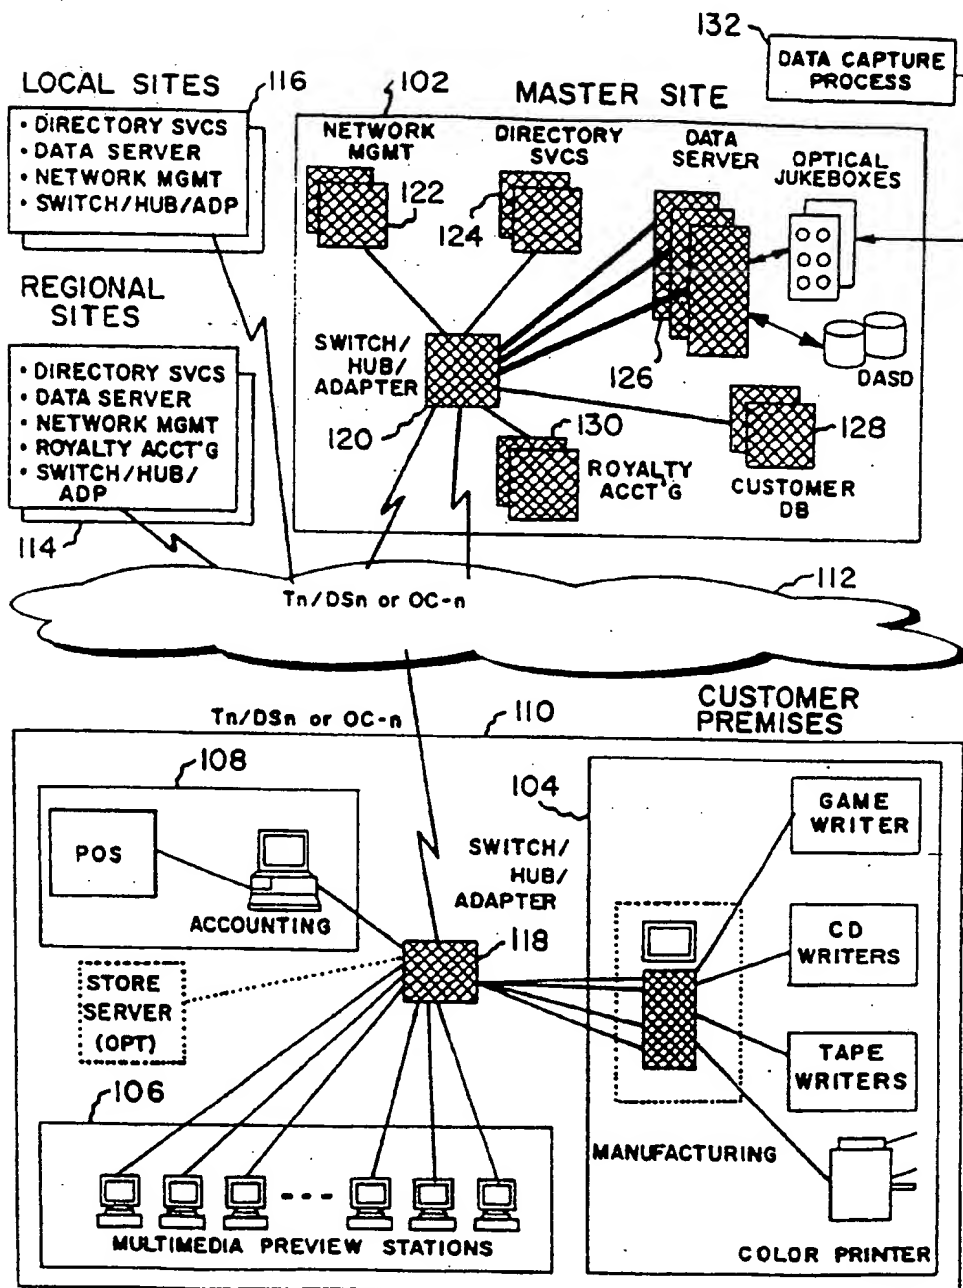 132
DATA CAPTURE
PROCESS
LOCAL SITES
116
• DIRECTORY SVCS
• DATA SERVER
• NETWORK MGMT
• SWITCH/HUB/ADP
REGIONAL
SITES
• DIRECTORY SVCS
• DATA SERVER
• NETWORK MGMT
• ROYALTY ACCT'G
• SWITCH/HUB/
ADP
114
102
MASTER SITE
NETWORK
MGMT
122
DIRECTORY
SVCS
124
DATA
SERVER
126
OPTICAL
JUKEBOXES
DASD
SWITCH/
HUB/
ADAPTER
120
130
ROYALTY
ACCT'G
128
CUSTOMER
DB
112
Tn/DSn or OC-n
Tn/DSn or OC-n
110
CUSTOMER
PREMISES
108
POS
ACCOUNTING
STORE
SERVER
(OPT)
SWITCH/
HUB/
ADAPTER
118
106
MULTIMEDIA PREVIEW STATIONS
104
GAME
WRITER
CD
WRITERS
TAPE
WRITERS
MANUFACTURING
COLOR PRINTER